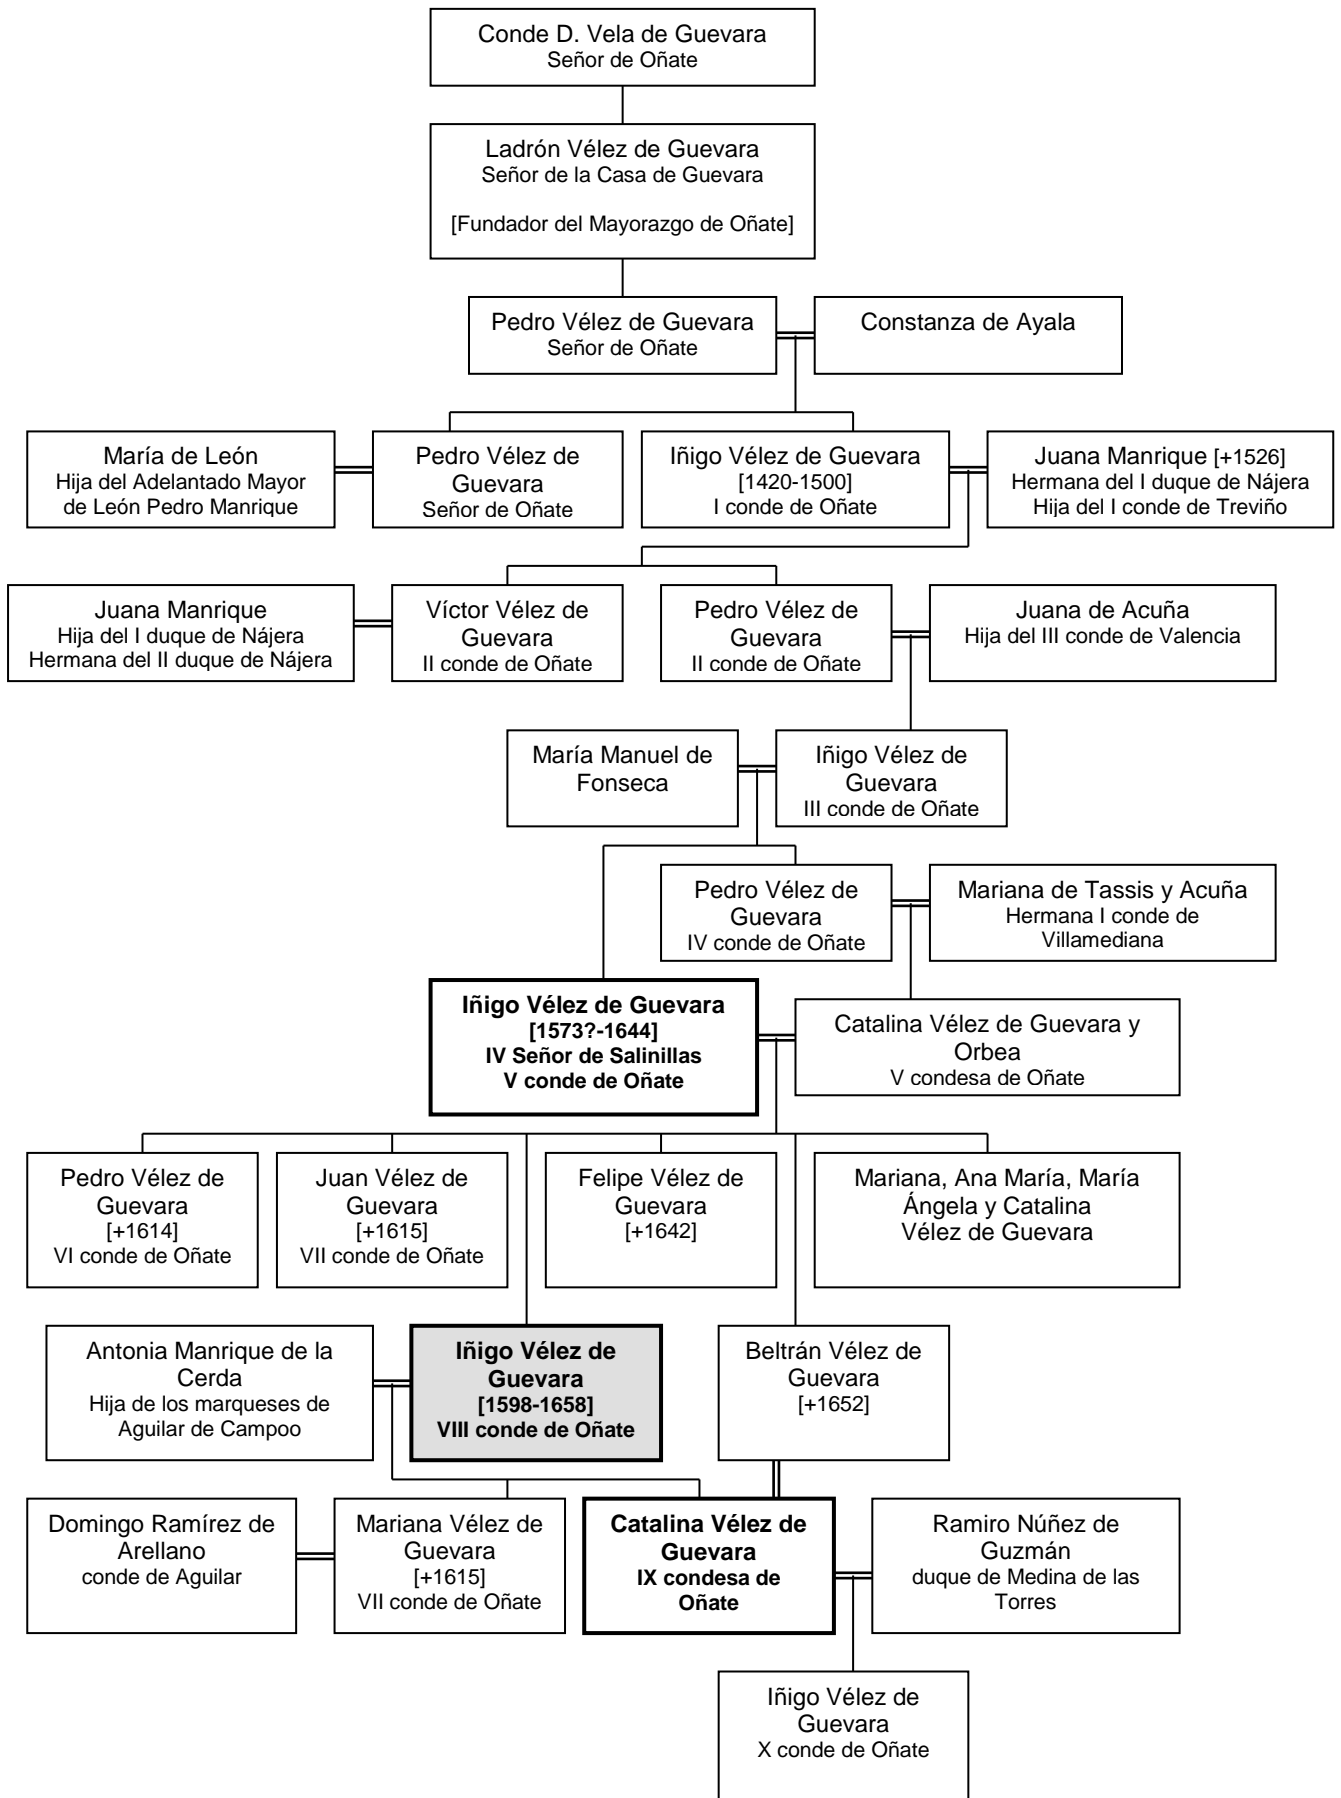 Conde D. Vela de Guevara
Señor de Oñate
Ladrón Vélez de Guevara
Señor de la Casa de Guevara
[Fundador del Mayorazgo de Oñate]
Pedro Vélez de Guevara
Señor de Oñate
Constanza de Ayala
María de León
Hija del Adelantado Mayor
de León Pedro Manrique
Pedro Vélez de
Guevara
Señor de Oñate
Iñigo Vélez de Guevara
[1420-1500]
I conde de Oñate
Juana Manrique [+1526]
Hermana del I duque de Nájera
Hija del I conde de Treviño
Juana Manrique
Hija del I duque de Nájera
Hermana del II duque de Nájera
Víctor Vélez de
Guevara
II conde de Oñate
Pedro Vélez de
Guevara
II conde de Oñate
Juana de Acuña
Hija del III conde de Valencia
María Manuel de
Fonseca
Iñigo Vélez de
Guevara
III conde de Oñate
Pedro Vélez de
Guevara
IV conde de Oñate
Mariana de Tassis y Acuña
Hermana I conde de
Villamediana
Iñigo Vélez de Guevara
[1573?-1644]
IV Señor de Salinillas
V conde de Oñate
Catalina Vélez de Guevara y
Orbea
V condesa de Oñate
Pedro Vélez de
Guevara
[+1614]
VI conde de Oñate
Juan Vélez de
Guevara
[+1615]
VII conde de Oñate
Felipe Vélez de
Guevara
[+1642]
Mariana, Ana María, María
Ángela y Catalina
Vélez de Guevara
Antonia Manrique de la
Cerda
Hija de los marqueses de
Aguilar de Campoo
Iñigo Vélez de
Guevara
[1598-1658]
VIII conde de Oñate
Beltrán Vélez de
Guevara
[+1652]
Domingo Ramírez de
Arellano
conde de Aguilar
Mariana Vélez de
Guevara
[+1615]
VII conde de Oñate
Catalina Vélez de
Guevara
IX condesa de
Oñate
Ramiro Núñez de
Guzmán
duque de Medina de las
Torres
Iñigo Vélez de
Guevara
X conde de Oñate